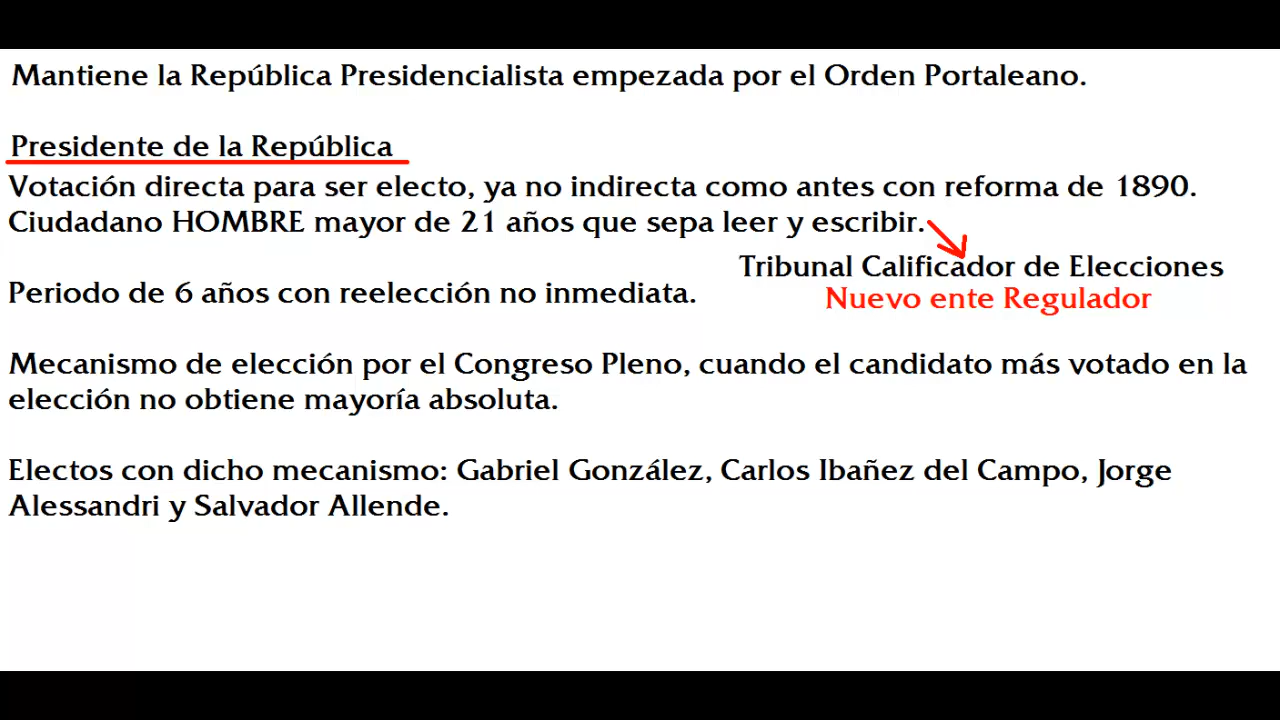 Mantiene la República Presidencialista empezada por el Orden Portaleano.
Presidente de la República
Votación directa para ser electo, ya no indirecta como antes con reforma de 1890.
Ciudadano HOMBRE mayor de 21 años que sepa leer y escribir.
Tribunal Calificador de Elecciones
Nuevo ente Regulador
Periodo de 6 años con reelección no inmediata.
Mecanismo de elección por el Congreso Pleno, cuando el candidato más votado en la
elección no obtiene mayoría absoluta.
Electos con dicho mecanismo: Gabriel González, Carlos Ibañez del Campo, Jorge
Alessandri y Salvador Allende.